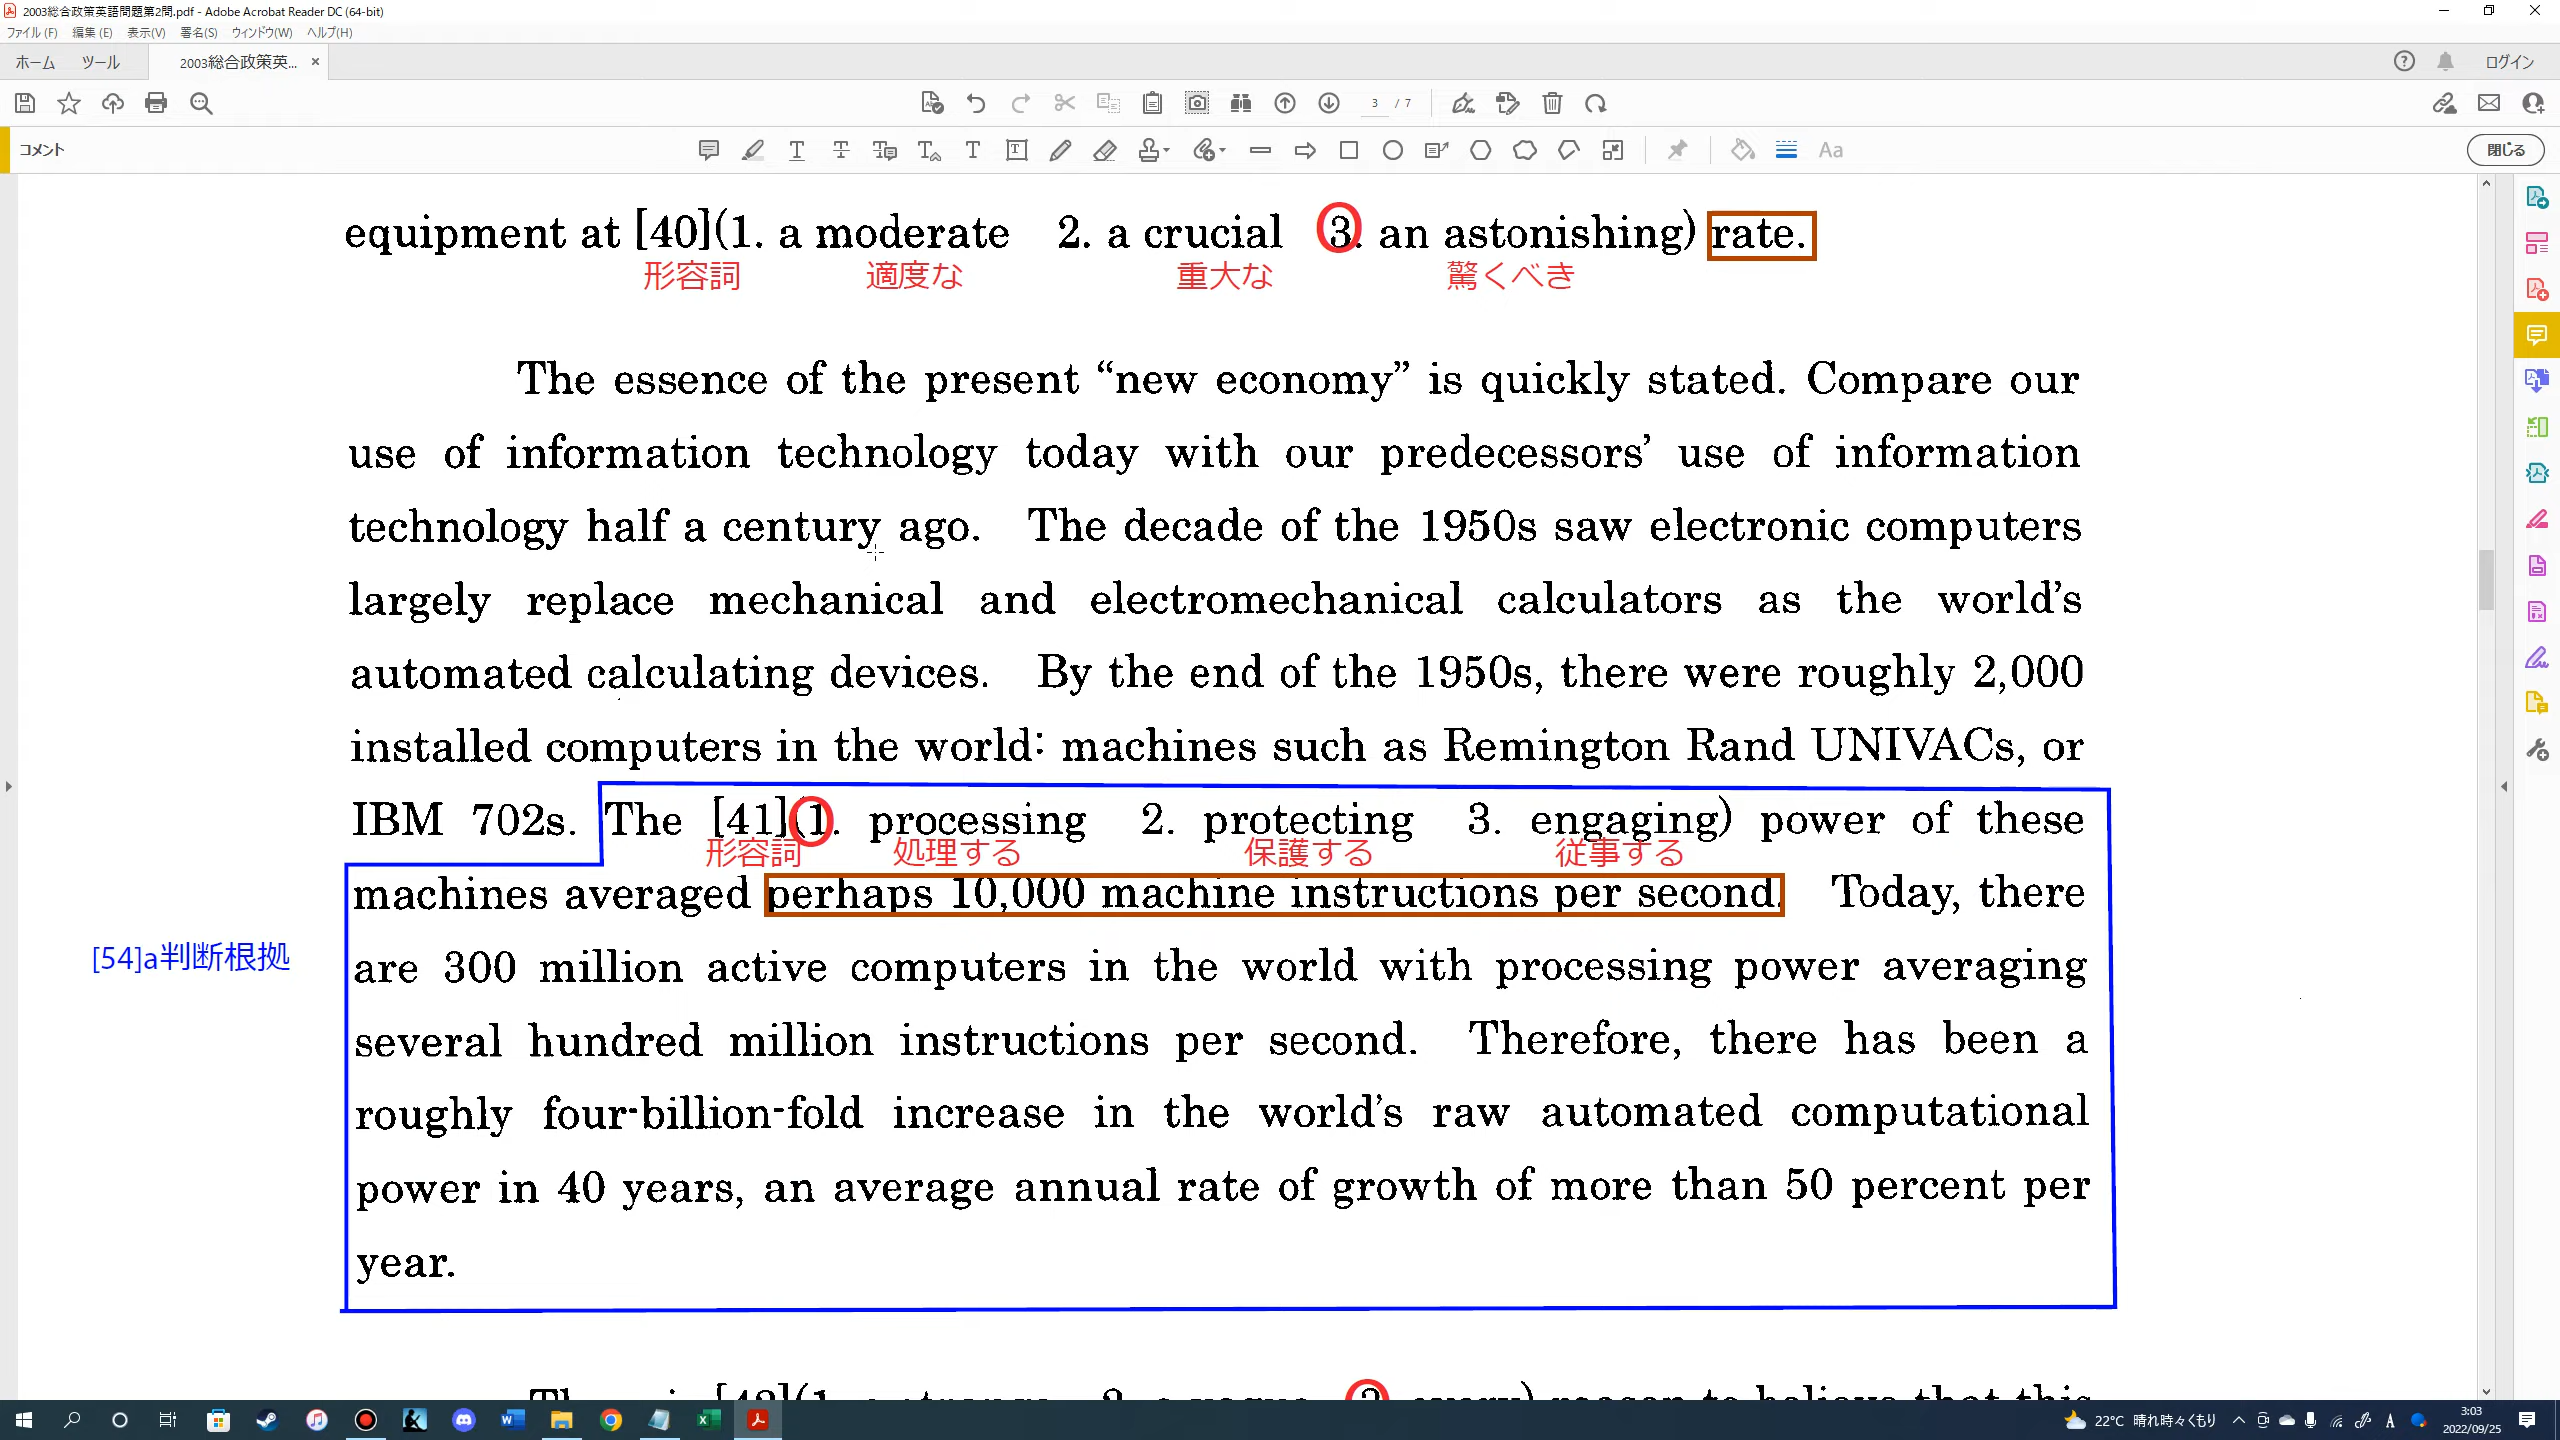 2003総合政策英語問題第2問.pdf - Adobe Acrobat Reader DC (64-bit)
ファイル(F) 編集(E) 表示(V) 署名(S) ウィンドウ(W) ヘルプ(H)
ホーム ツール 2003総合政策英... × ログイン
3 / 7
コメント 閉じる
equipment at [40](1. a moderate 2. a crucial 3. an astonishing) rate.
形容詞 適度な 重大な 驚くべき
The essence of the present “new economy” is quickly stated. Compare our
use of information technology today with our predecessors’ use of information
technology half a century ago. The decade of the 1950s saw electronic computers
largely replace mechanical and electromechanical calculators as the world’s
automated calculating devices. By the end of the 1950s, there were roughly 2,000
installed computers in the world: machines such as Remington Rand UNIVACs, or
IBM 702s. The [41](1. processing 2. protecting 3. engaging) power of these
形容詞 処理する 保護する 従事する
machines averaged perhaps 10,000 machine instructions per second. Today, there
[54]a判断根拠
are 300 million active computers in the world with processing power averaging
several hundred million instructions per second. Therefore, there has been a
roughly four-billion-fold increase in the world’s raw automated computational
power in 40 years, an average annual rate of growth of more than 50 percent per
year.
22°C 晴れ時々くもり
3:03
2022/09/25